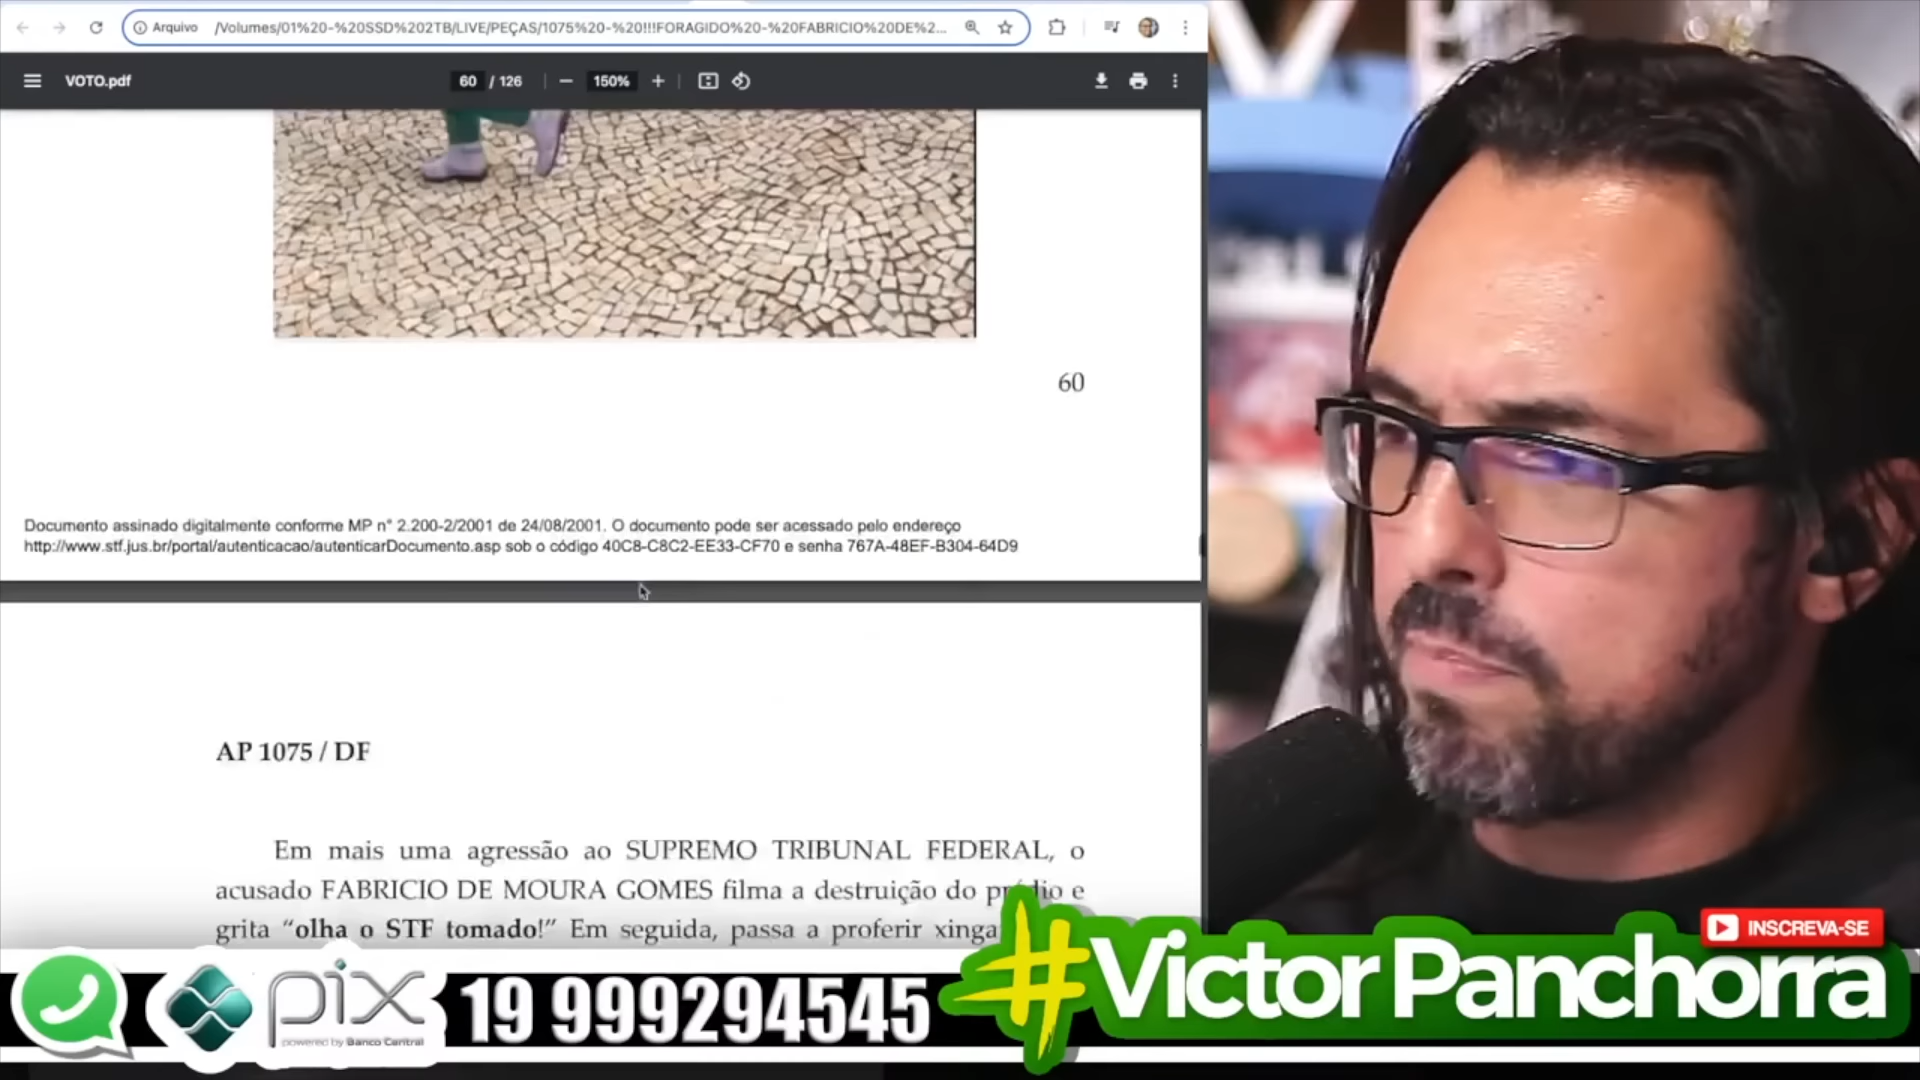 Arquivo /Volumes/01%20-%20SSD%202TB/LIVE/PEÇAS/1075%20-%20!!!FORAGIDO%20-%20FABRICIO%20DE%2...
VOTO.pdf 60 / 126 150%
60
Documento assinado digitalmente conforme MP n° 2.200-2/2001 de 24/08/2001. O documento pode ser acessado pelo endereço
http://www.stf.jus.br/portal/autenticacao/autenticarDocumento.asp sob o código 40C8-C8C2-EE33-CF70 e senha 767A-48EF-B304-64D9
AP 1075 / DF
Em mais uma agressão ao SUPREMO TRIBUNAL FEDERAL, o
acusado FABRICIO DE MOURA GOMES filma a destruição do prédio e
grita “olha o STF tomado!” Em seguida, passa a proferir
INSCREVA-SE
pix
powered by Banco Central
19 999294545
#Victor Panchorra